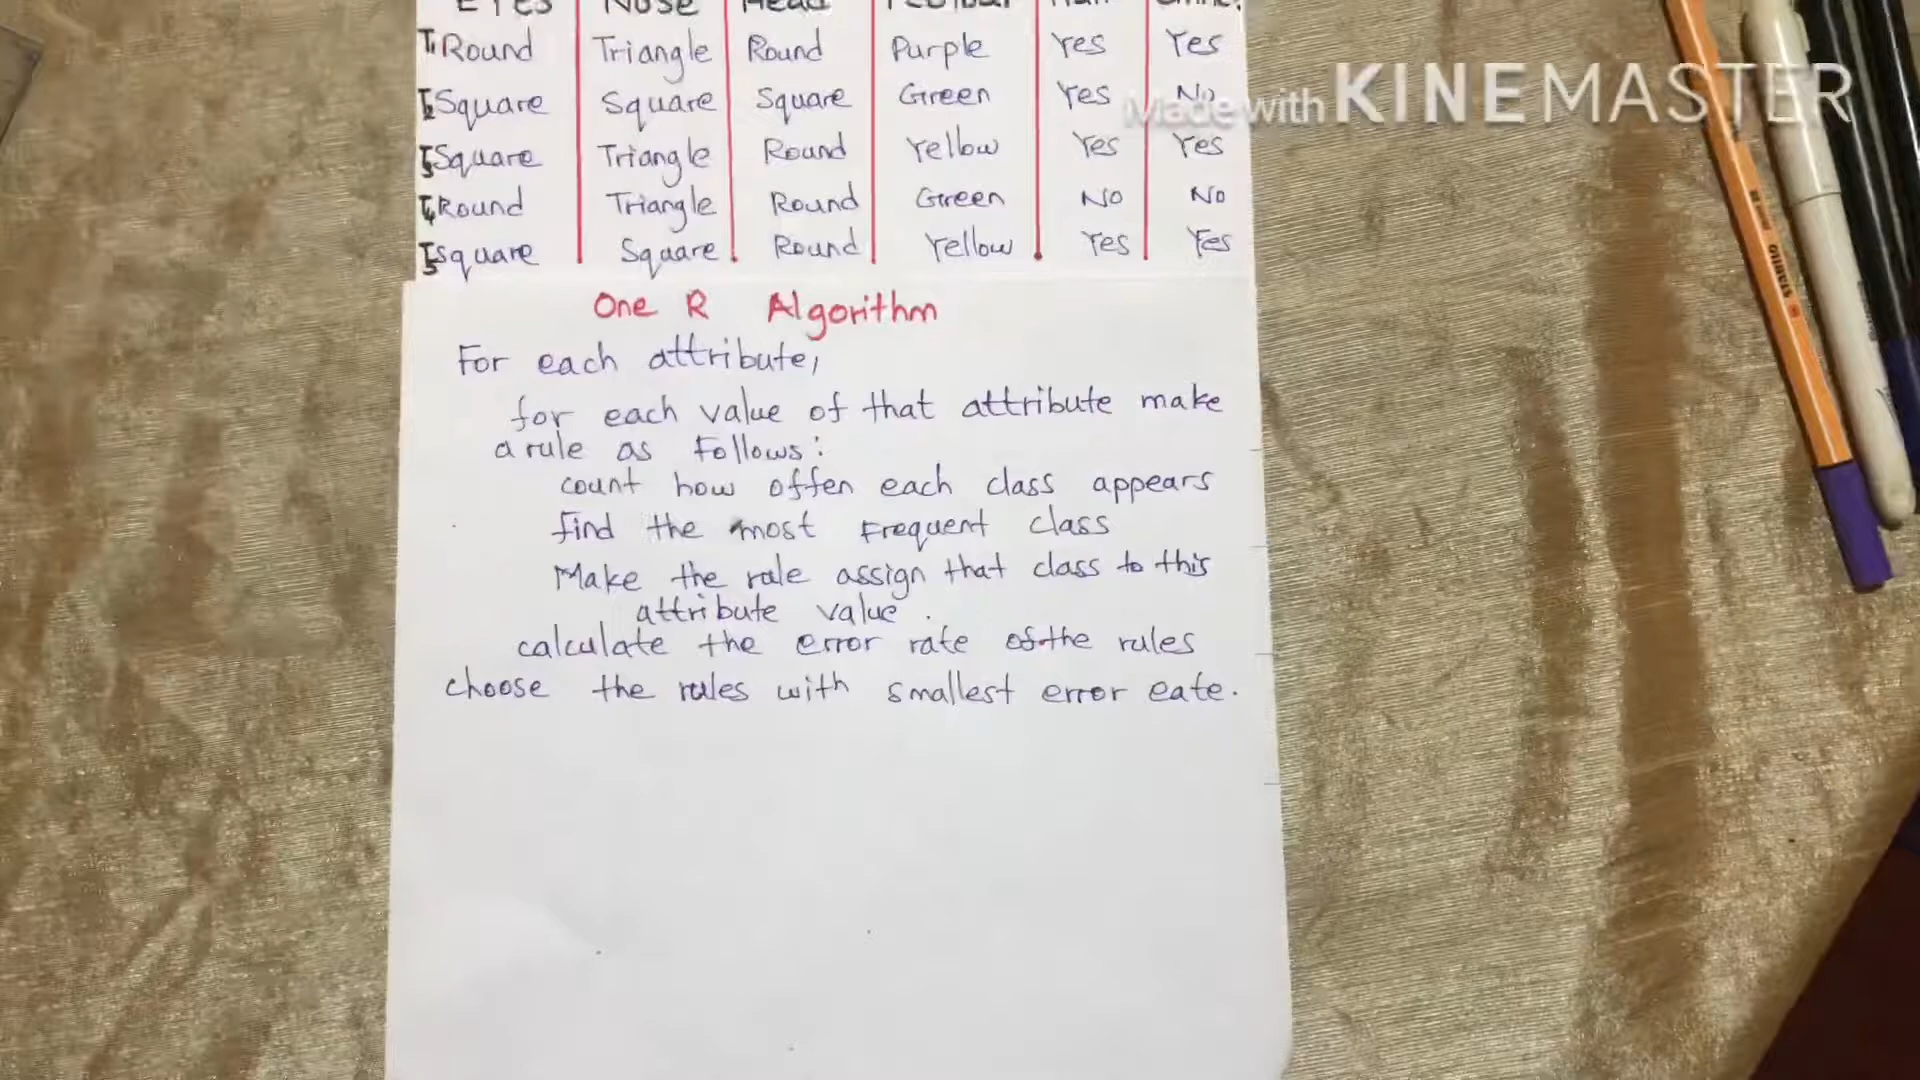 EYES Nose Head
T1 Round Triangle Round Purple Yes Yes
T2 Square Square Square Green Yes No
T3 Square Triangle Round Yellow Yes Yes
T4 Round Triangle Round Green No No
T5 Square Square Round Yellow Yes Yes
Made with KINEMASTER
One R Algorithm
For each attribute,
for each value of that attribute make
a rule as follows:
count how often each class appears
find the most Frequent class
Make the rule assign that class to this
attribute value.
calculate the error rate of the rules
choose the rules with smallest error eate.
STABILO